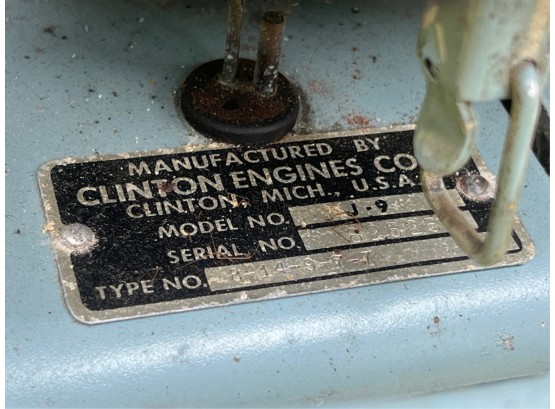 MANUFACTURED BY
CLINTON ENGINES CO
CLINTON, MICH., U.S.A.
MODEL NO. J-9
SERIAL NO.
TYPE NO.